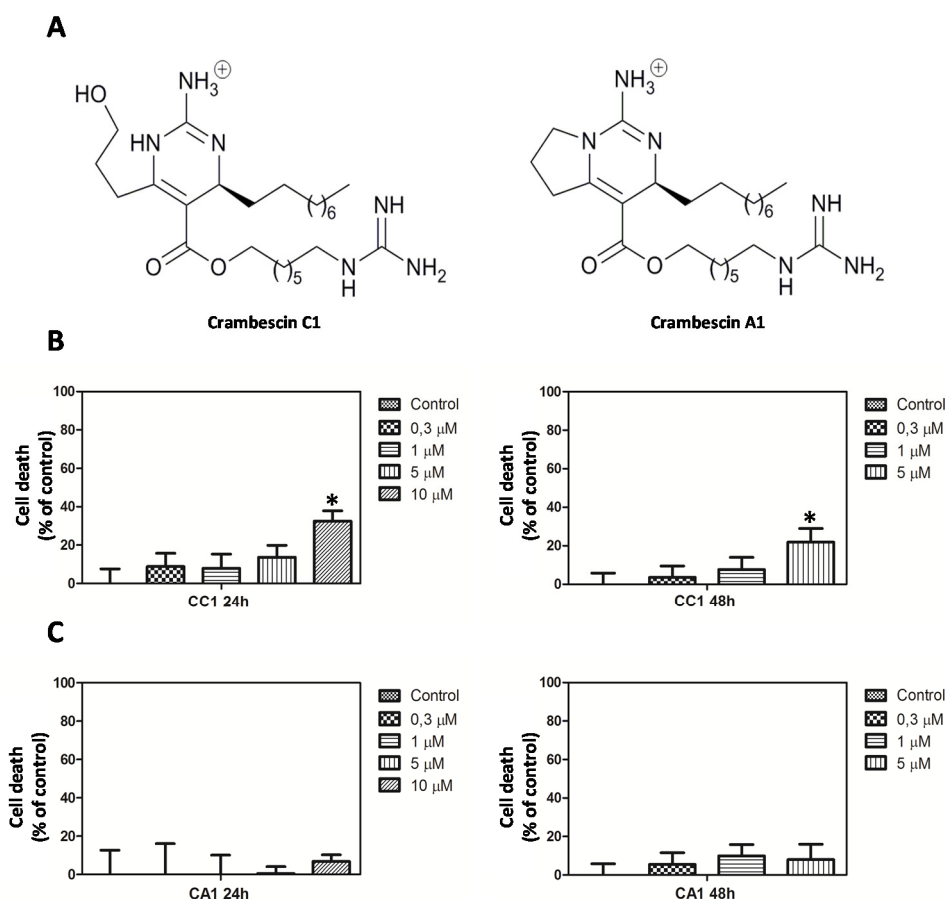 A
HO
NH3⊕
HN
N
( )6
NH
O
O
( )5
N
H
NH2
Crambescin C1
NH3⊕
N
N
( )6
NH
O
O
( )5
N
H
NH2
Crambescin A1
B
Cell death
(% of control)
100
80
60
40
20
0
*
CC1 24h
Control
0,3 μM
1 μM
5 μM
10 μM
Cell death
(% of control)
100
80
60
40
20
0
*
CC1 48h
Control
0,3 μM
1 μM
5 μM
C
Cell death
(% of control)
100
80
60
40
20
0
CA1 24h
Control
0,3 μM
1 μM
5 μM
10 μM
Cell death
(% of control)
100
80
60
40
20
0
CA1 48h
Control
0,3 μM
1 μM
5 μM